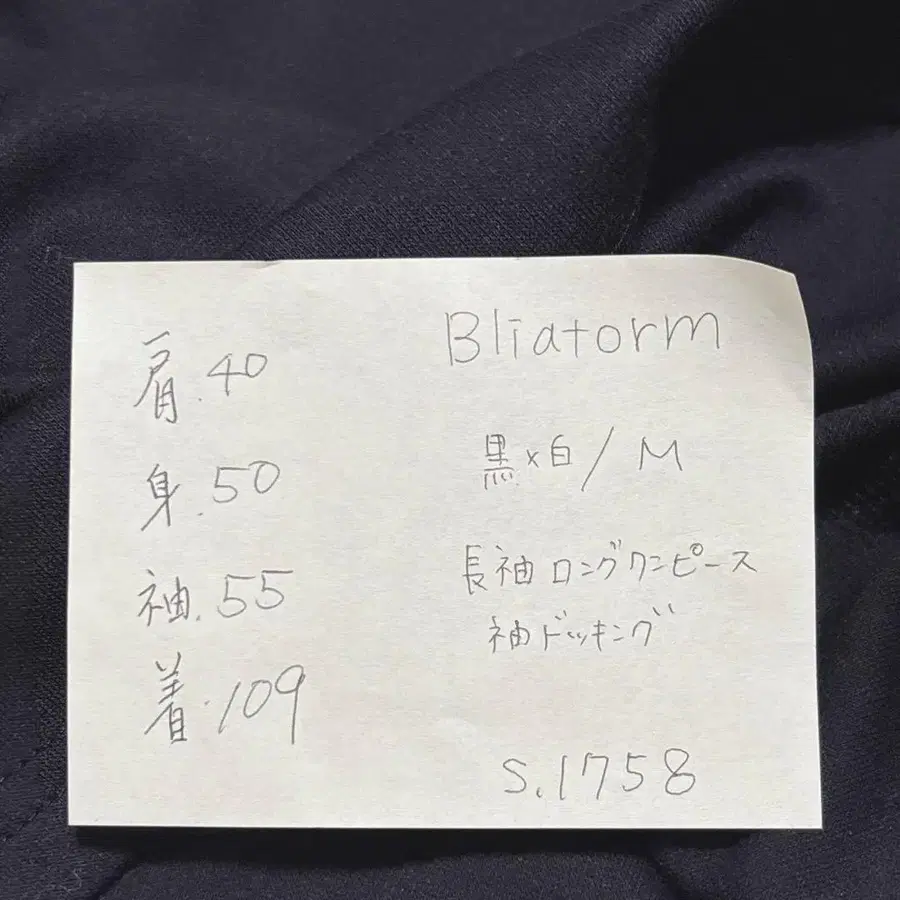 肩.40
身.50
袖.55
着.109
Bliatorm
黒×白/M
長袖ロングワンピース
袖ドッキング
S.1758